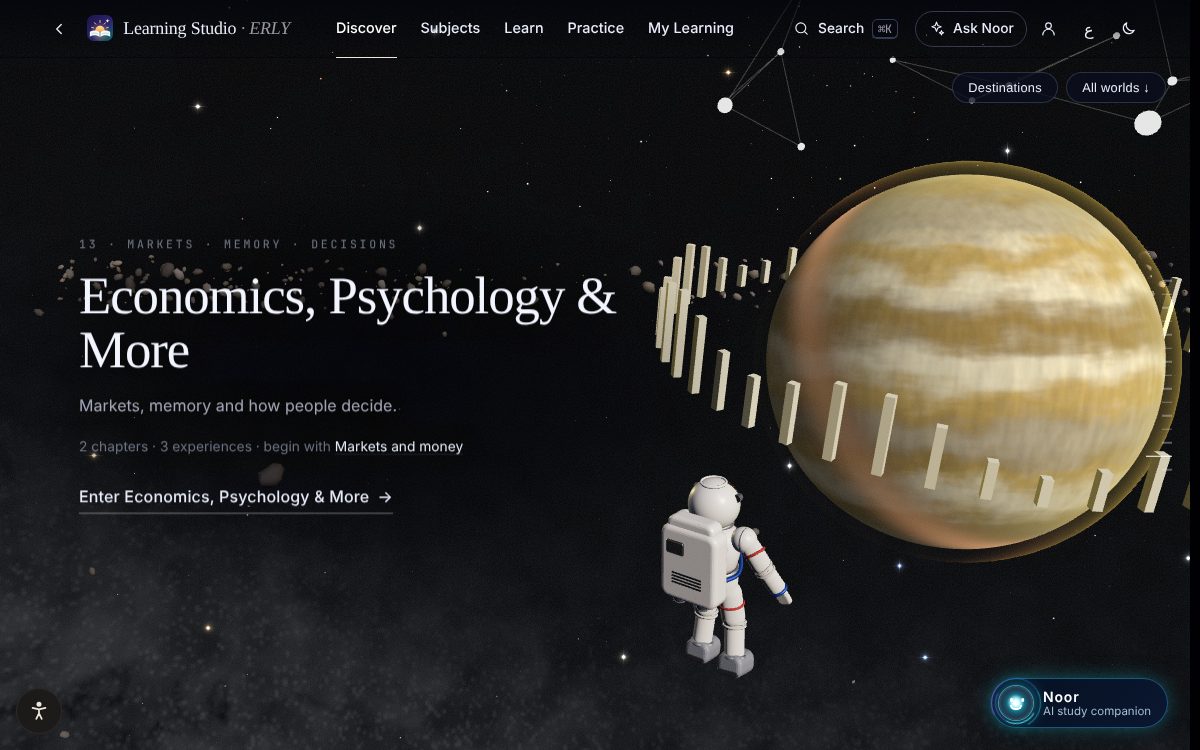 Learning Studio · ERLY
Discover
Subjects
Learn
Practice
My Learning
Search ⌘K
Ask Noor
ع
Destinations
All worlds ↓
13 · MARKETS · MEMORY · DECISIONS
Economics, Psychology &
More
Markets, memory and how people decide.
2 chapters · 3 experiences · begin with Markets and money
Enter Economics, Psychology & More →
Noor
AI study companion